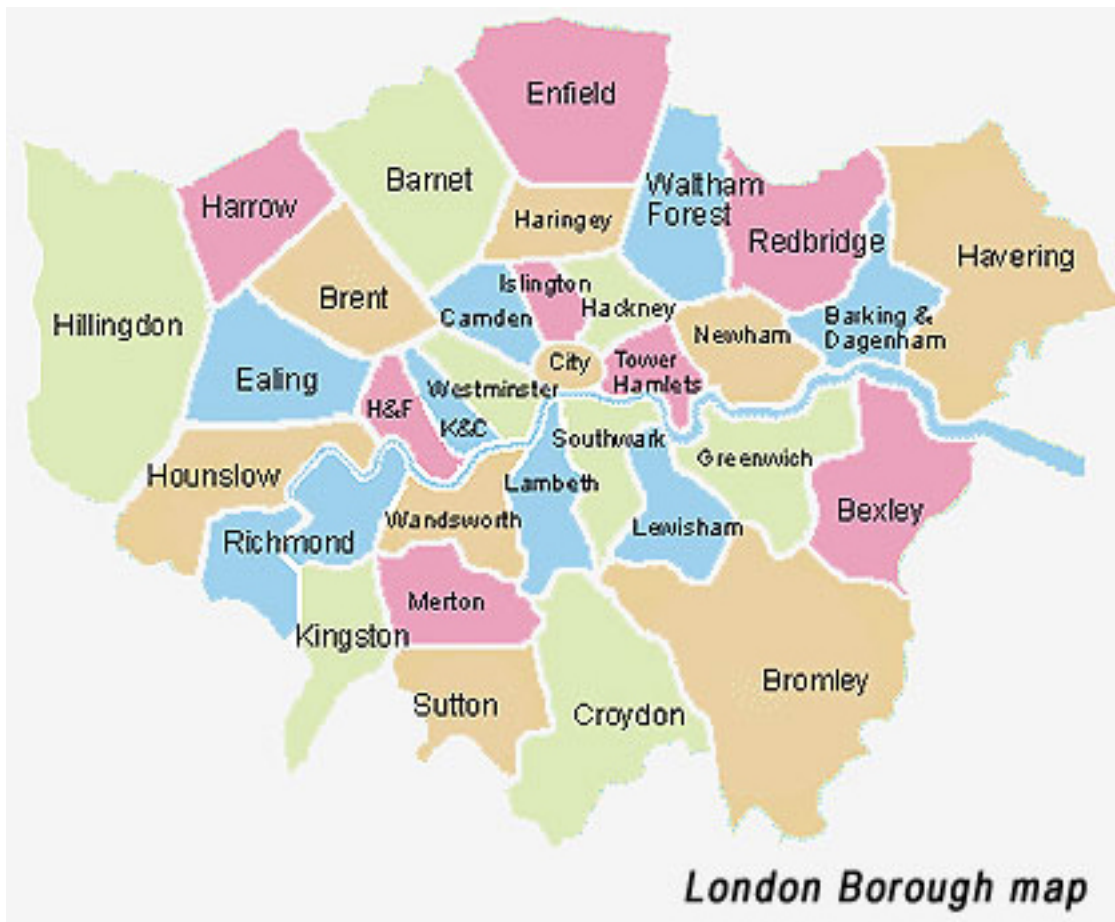 Enfield
Barnet
Waltham
Forest
Harrow
Haringey
Redbridge
Havering
Islington
Brent
Hackney
Hillingdon
Camden
Newham
Barking &
Dagenham
City
Tower
Hamlets
Ealing
Westminster
H&F
K&C
Southwark
Greenwich
Hounslow
Lambeth
Bexley
Wandsworth
Lewisham
Richmond
Merton
Kingston
Bromley
Sutton
Croydon
London Borough map